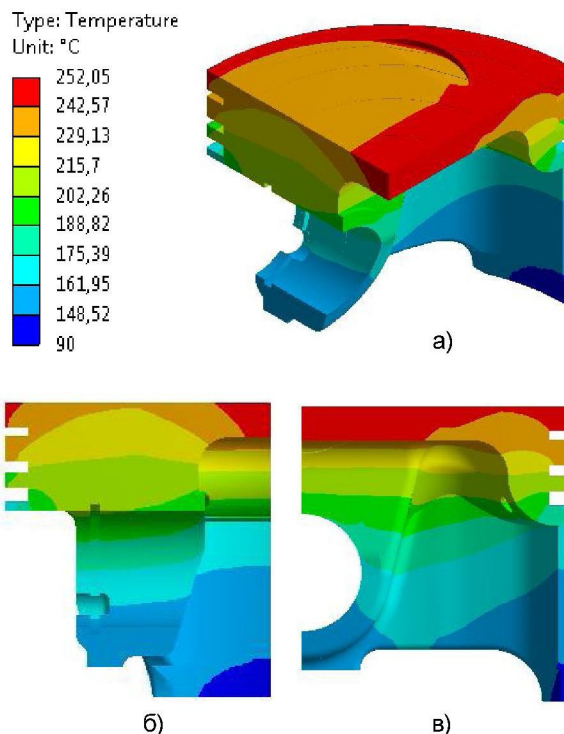 Type: Temperature
Unit: °C
252,05
242,57
229,13
215,7
202,26
188,82
175,39
161,95
148,52
90
а)
б)
в)